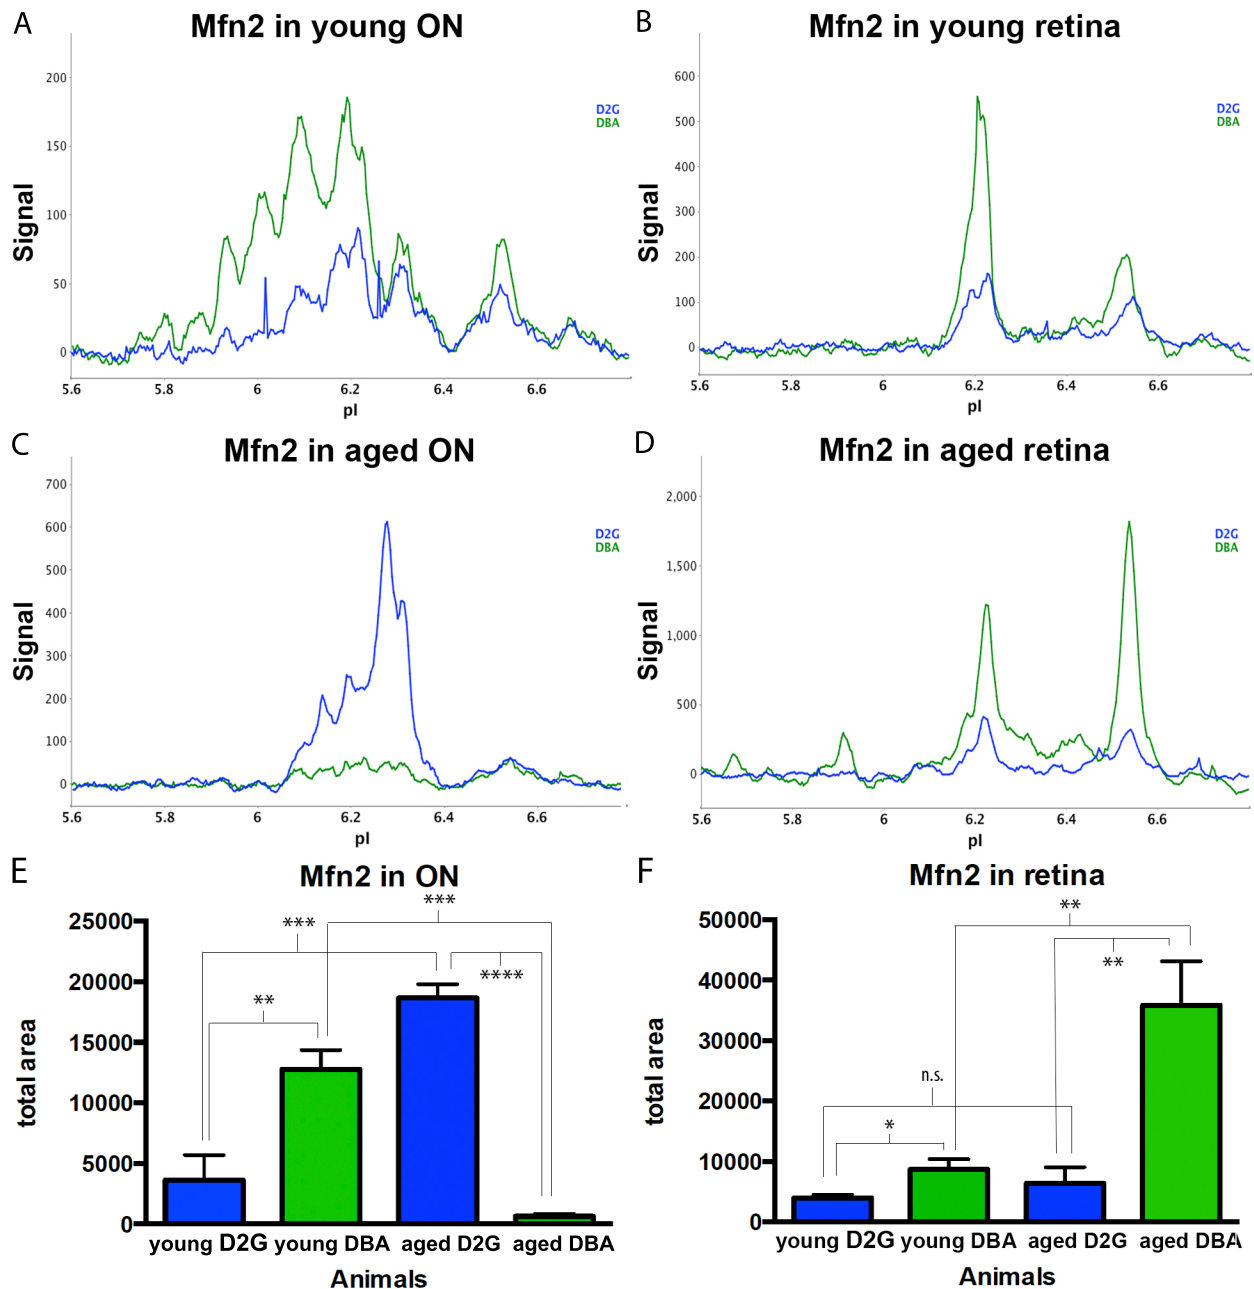 A
Mfn2 in young ON
200
150
100
50
0
Signal
D2G
DBA
5.6 5.8 6 6.2 6.4 6.6
pI
B
Mfn2 in young retina
600
500
400
300
200
100
0
Signal
D2G
DBA
5.6 5.8 6 6.2 6.4 6.6
pI
C
Mfn2 in aged ON
700
600
500
400
300
200
100
0
Signal
D2G
DBA
5.6 5.8 6 6.2 6.4 6.6
pI
D
Mfn2 in aged retina
2,000
1,500
1,000
500
0
Signal
D2G
DBA
5.6 5.8 6 6.2 6.4 6.6
pI
E
Mfn2 in ON
25000
20000
15000
10000
5000
0
total area
***
***
****
**
young D2G young DBA aged D2G aged DBA
Animals
F
Mfn2 in retina
50000
40000
30000
20000
10000
0
total area
**
**
n.s.
*
young D2G young DBA aged D2G aged DBA
Animals